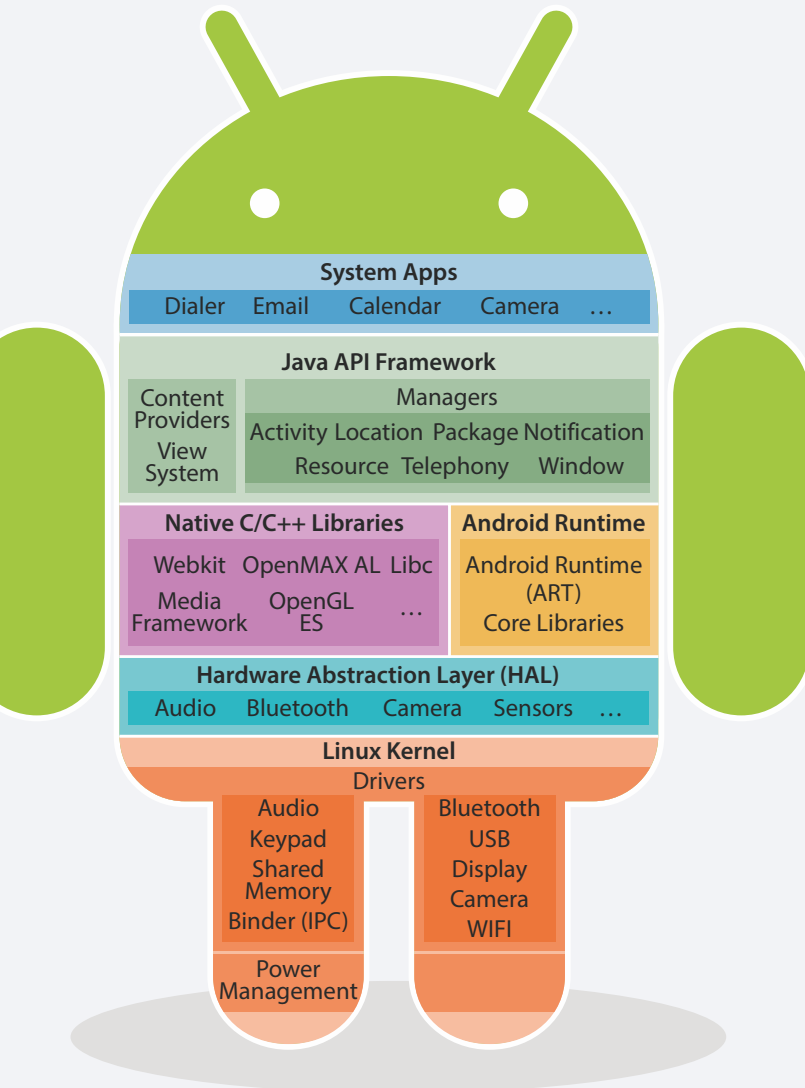 System Apps
Dialer Email Calendar Camera …
Java API Framework
Content
Providers
View
System
Managers
Activity Location Package Notification
Resource Telephony Window
Native C/C++ Libraries
Webkit OpenMAX AL Libc
Media
Framework
OpenGL
ES
…
Android Runtime
Android Runtime
(ART)
Core Libraries
Hardware Abstraction Layer (HAL)
Audio Bluetooth Camera Sensors …
Linux Kernel
Drivers
Audio
Keypad
Shared
Memory
Binder (IPC)
Bluetooth
USB
Display
Camera
WIFI
Power
Management